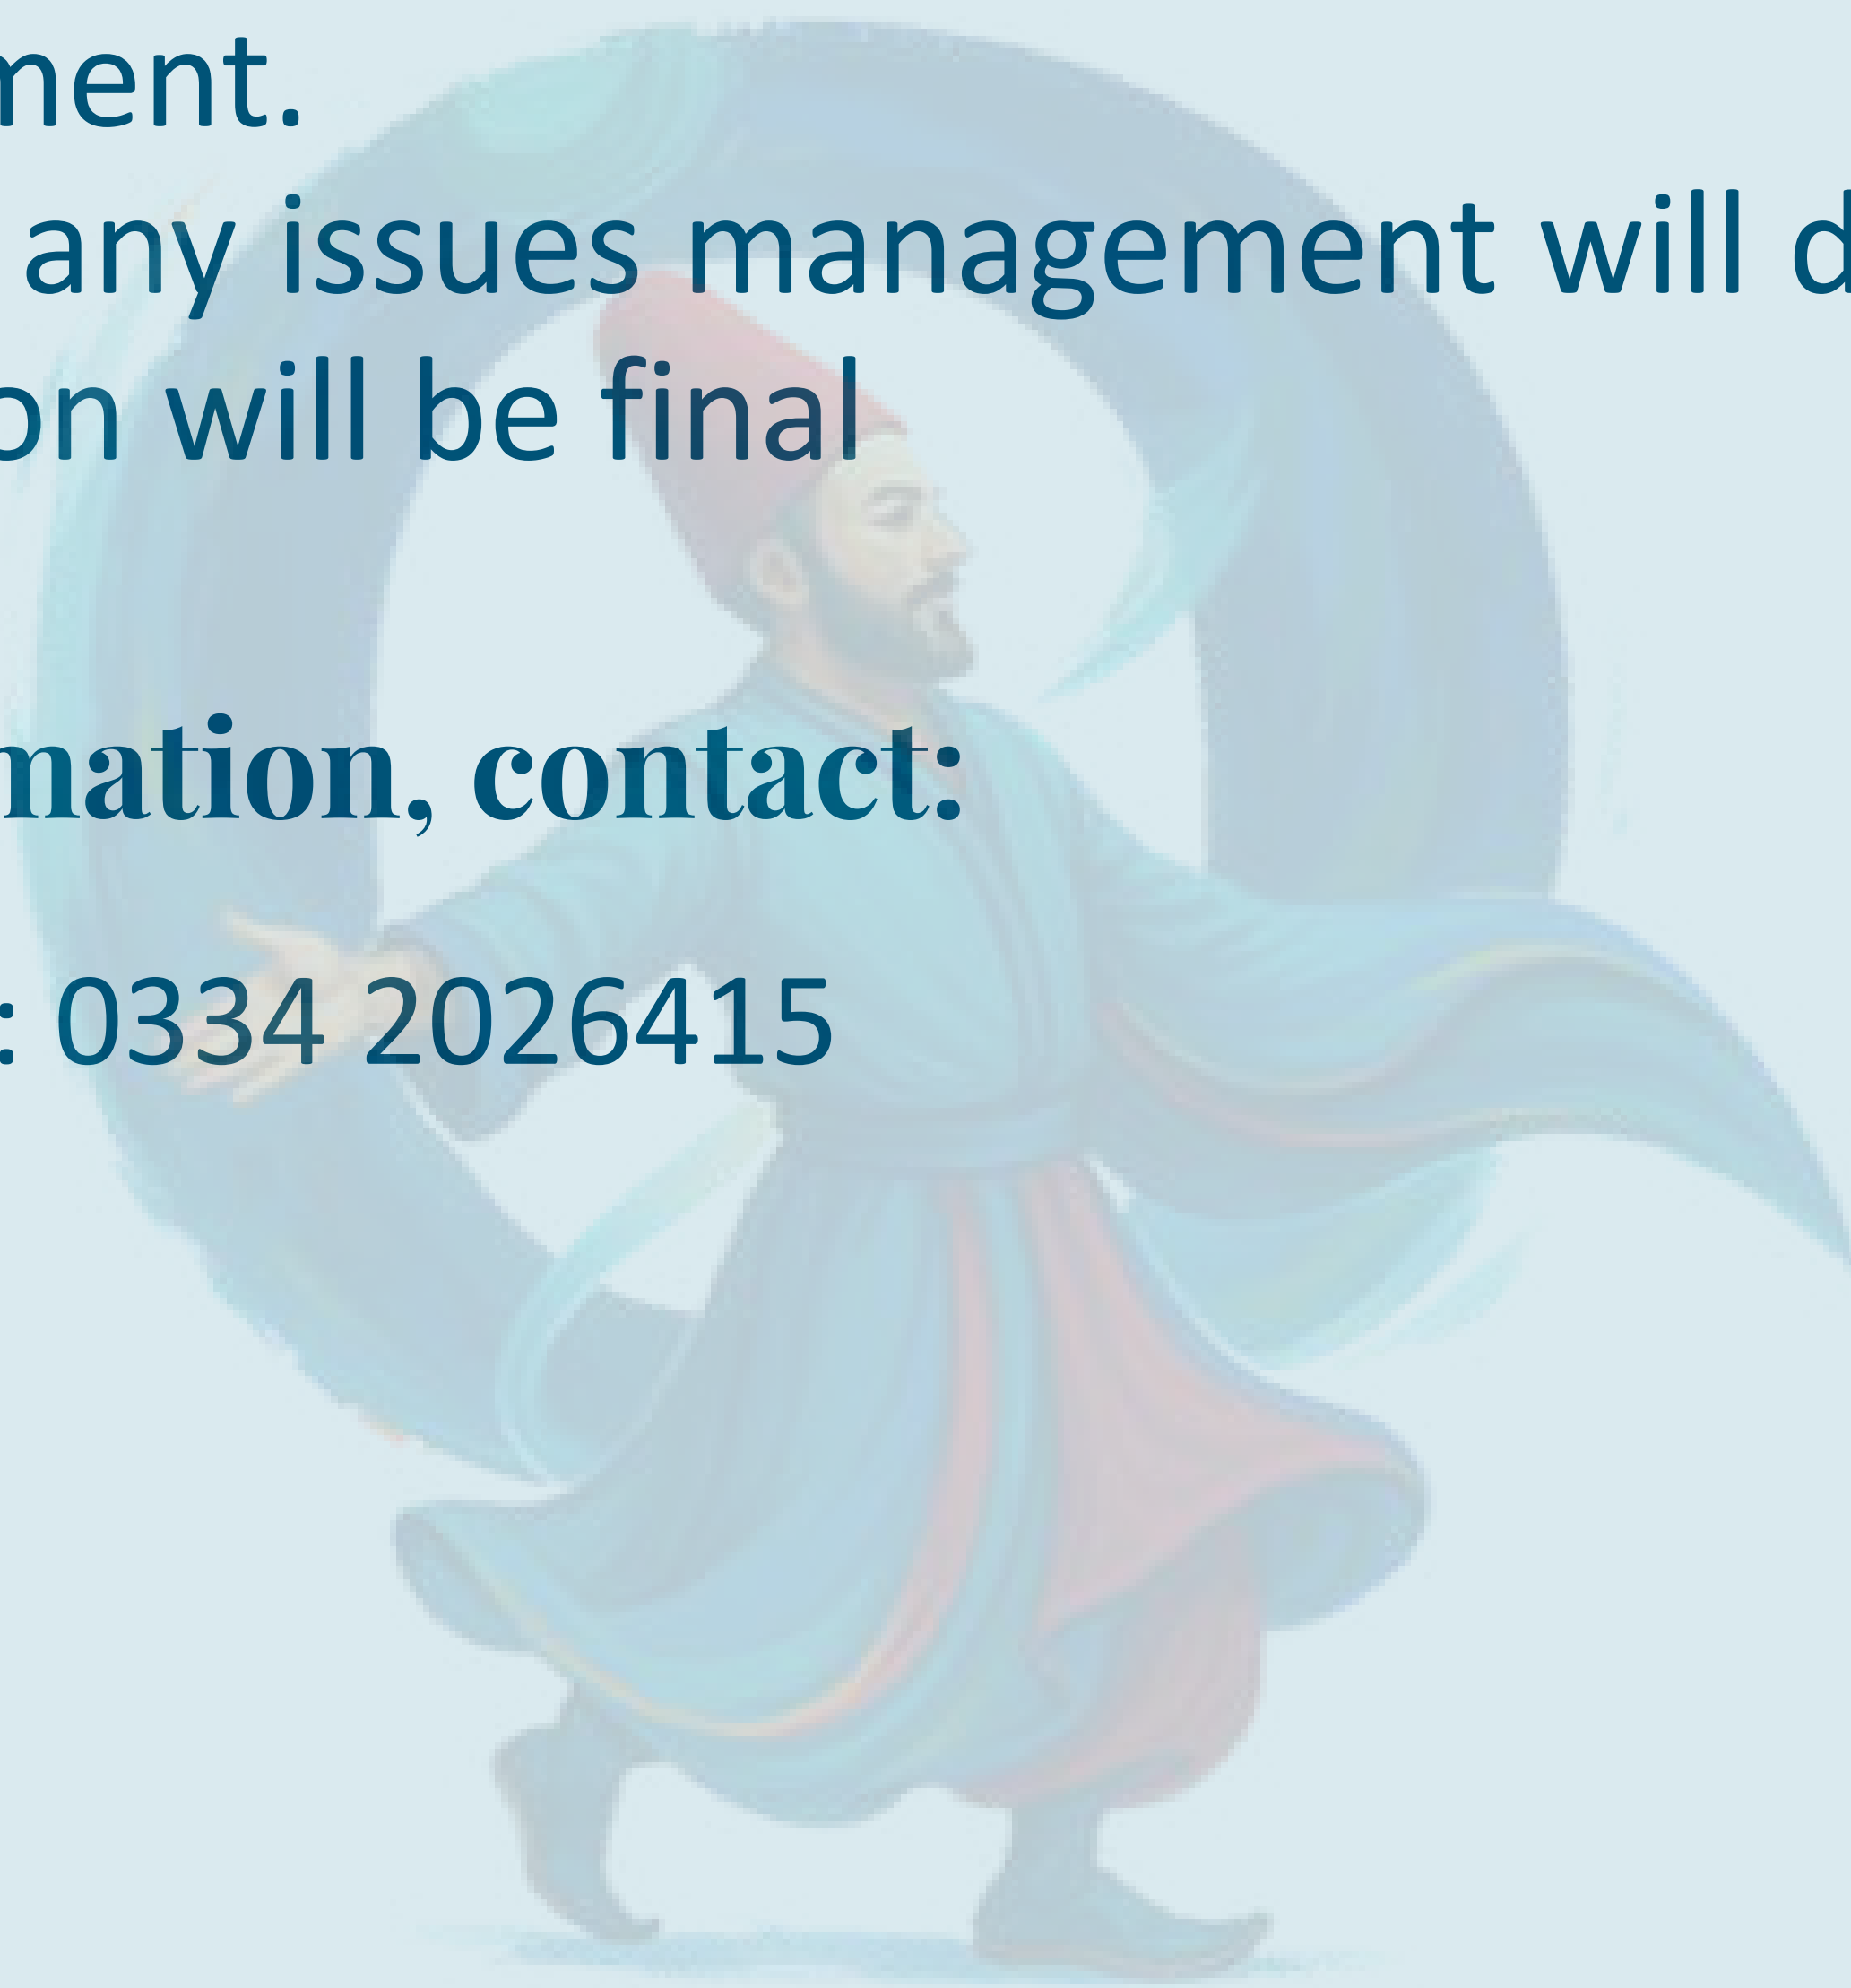 ment.
any issues management will d
on will be final
mation, contact:
: 0334 2026415